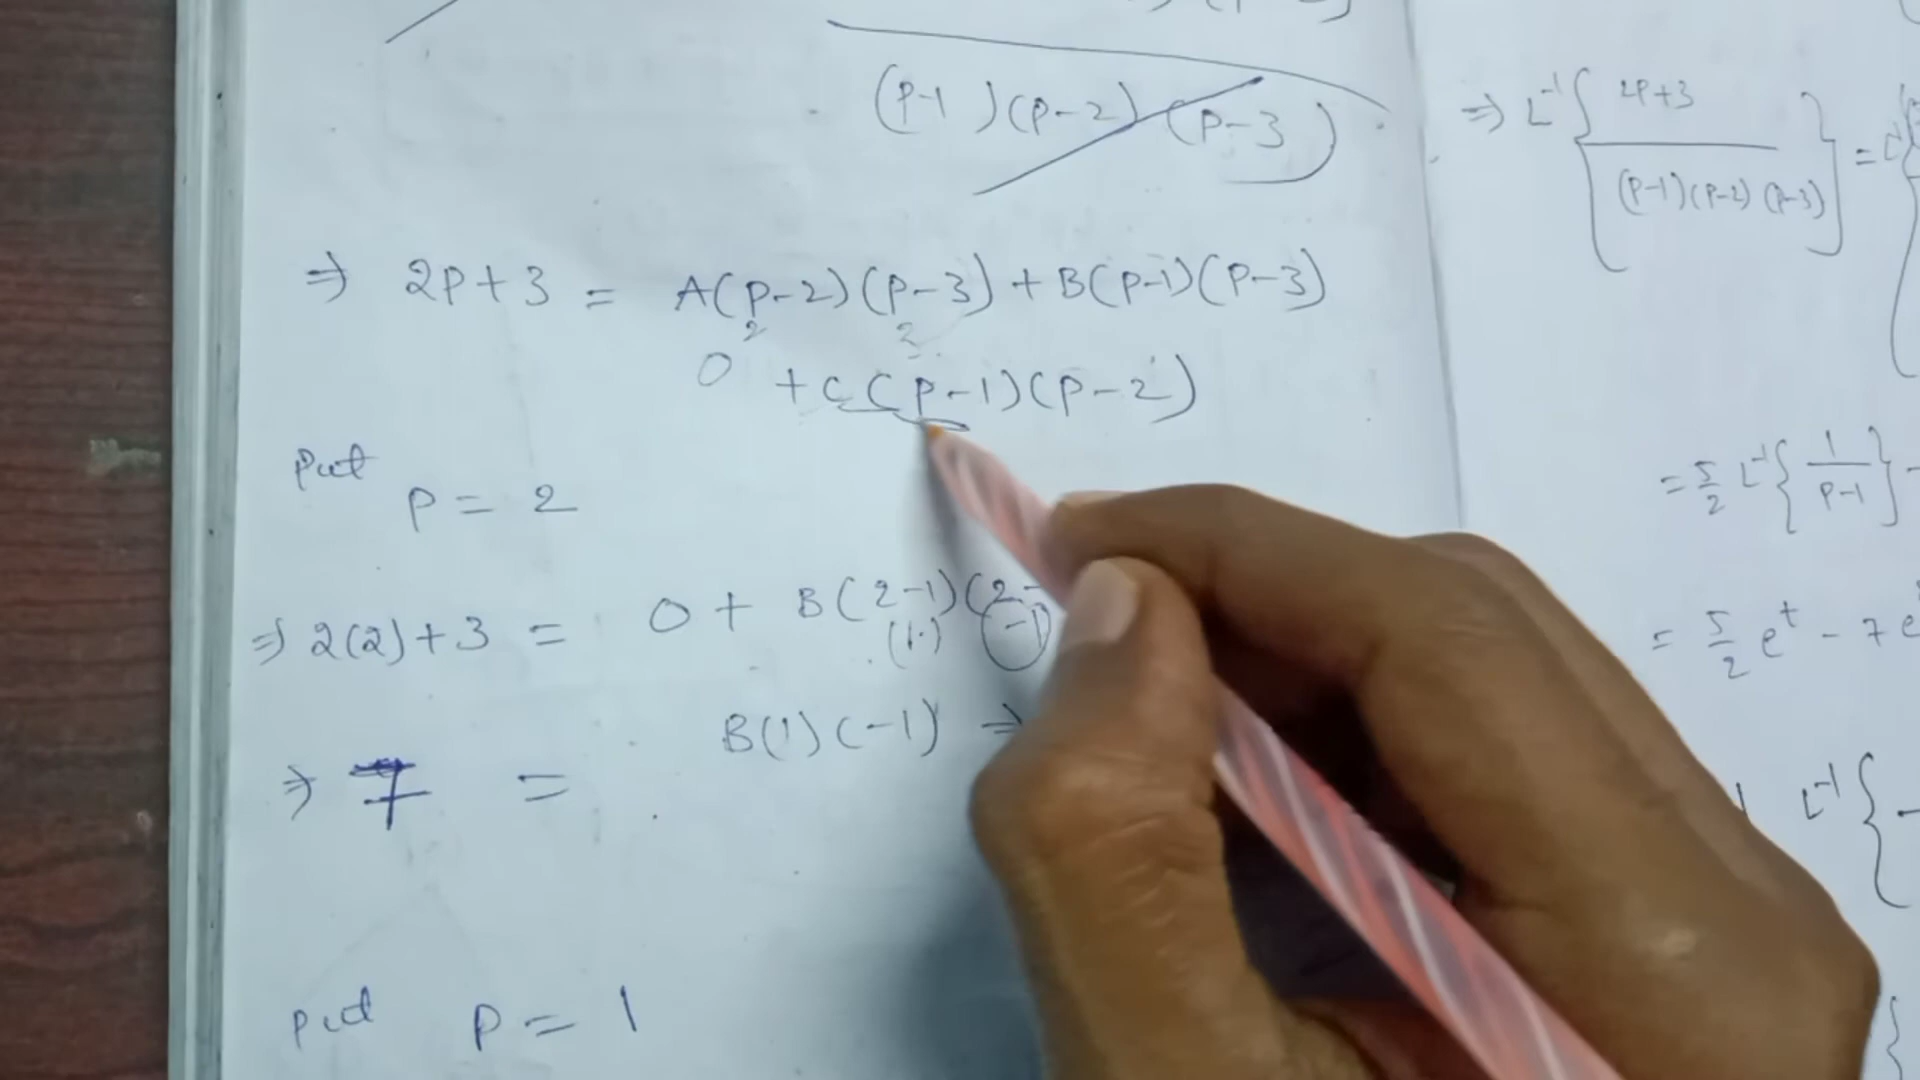 (P-1)(P-2)(P-3)
⇒ 2P+3 = A(P-2)(P-3)+B(P-1)(P-3)
2 2
0 +C(P-1)(P-2)
Put
P = 2
⇒ 2(2)+3 = 0 + B(2-1)(2-
(1) (-1)
B(1)(-1) ⇒
⇒ 7 =
put P = 1
⇒ L⁻¹{ 2P+3
(P-1)(P-2)(P-3) } =
= 5/2 L⁻¹{ 1/P-1 } -
= 5/2 e^t - 7e
L⁻¹{